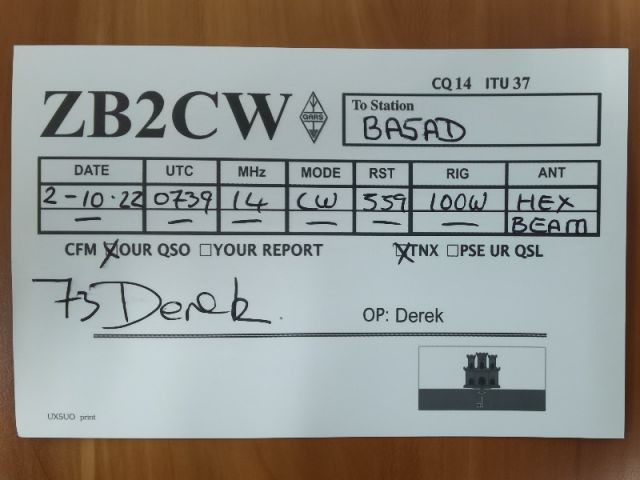 CQ 14 ITU 37
ZB2CW
GARS
To Station
BA5AD
DATE UTC MHz MODE RST RIG ANT
2-10-22 0739 14 CW 559 100W HEX
— — — — — — BEAM
CFM ☒OUR QSO ☐YOUR REPORT ☒TNX ☐PSE UR QSL
73 Derek.
OP: Derek
UX5UO print